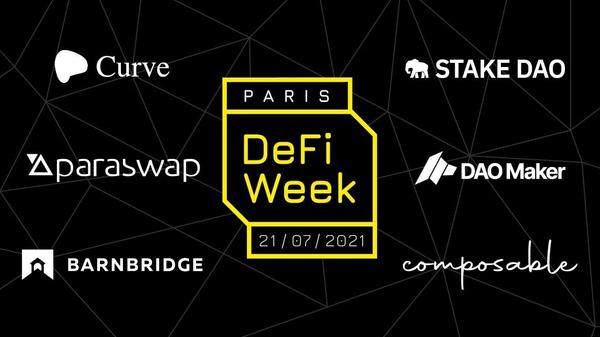 Curve
paraswap
BARNBRIDGE
PARIS
DeFi
Week
21/07/2021
STAKE DAO
DAO Maker
composable